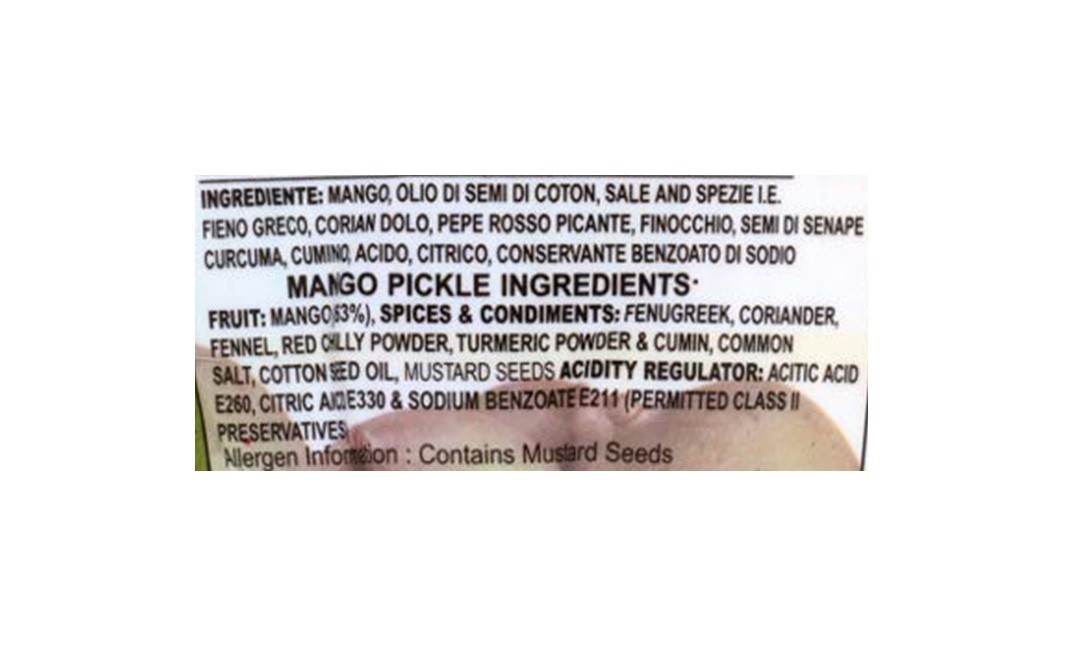 INGREDIENTE: MANGO, OLIO DI SEMI DI COTON, SALE AND SPEZIE I.E.
FIENO GRECO, CORIAN DOLO, PEPE ROSSO PICANTE, FINOCCHIO, SEMI DI SENAPE
CURCUMA, CUMINO, ACIDO, CITRICO, CONSERVANTE BENZOATO DI SODIO
MANGO PICKLE INGREDIENTS
FRUIT: MANGO(63%), SPICES & CONDIMENTS: FENUGREEK, CORIANDER,
FENNEL, RED CHILLY POWDER, TURMERIC POWDER & CUMIN, COMMON
SALT, COTTON SEED OIL, MUSTARD SEEDS ACIDITY REGULATOR: ACITIC ACID
E260, CITRIC ACID E330 & SODIUM BENZOATE E211 (PERMITTED CLASS II
PRESERVATIVES
Allergen Information : Contains Mustard Seeds